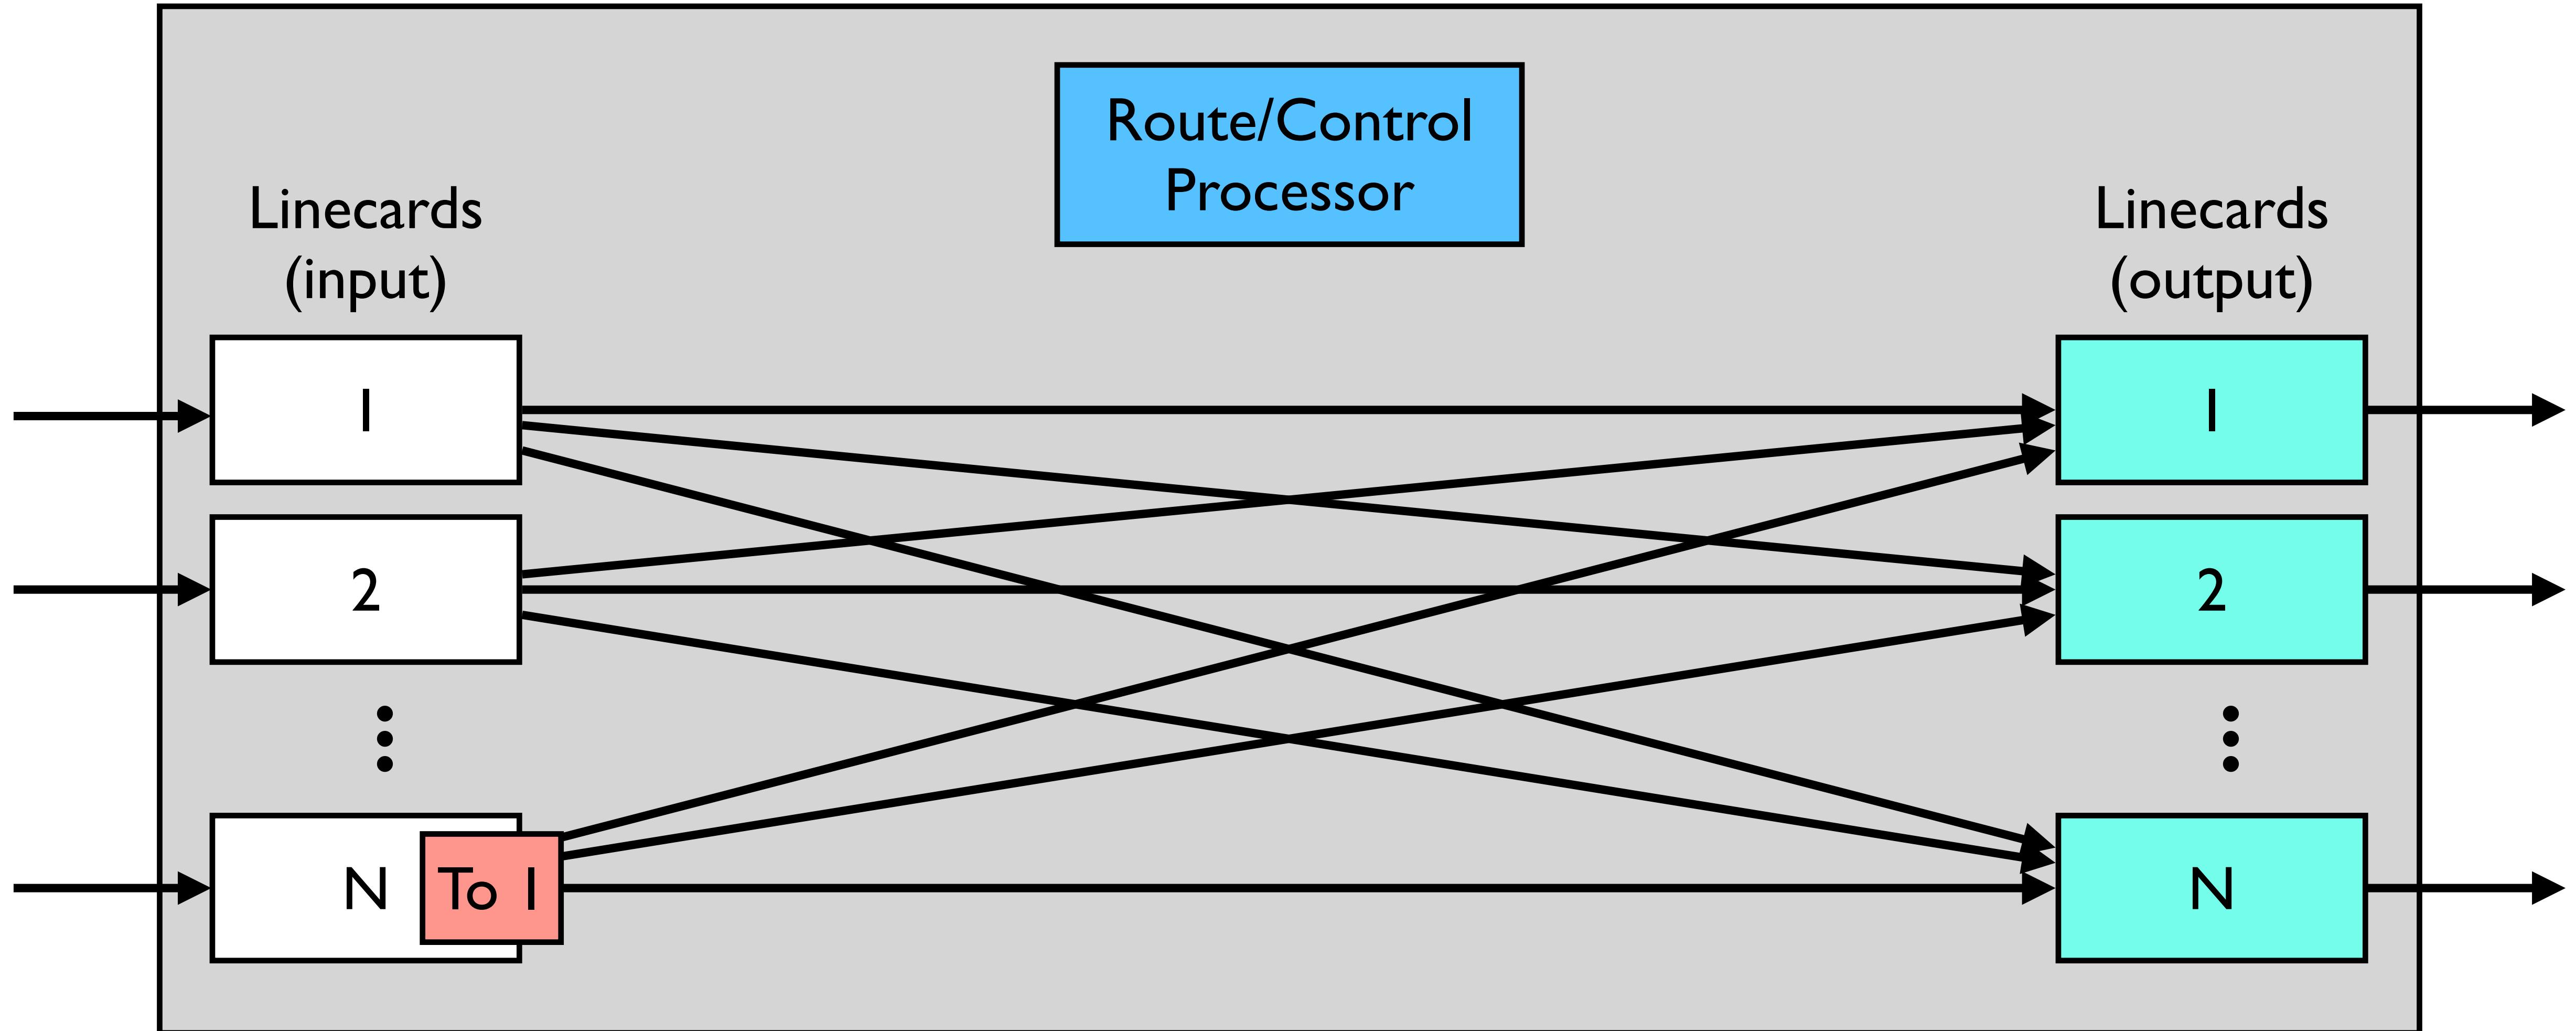 Route/Control
Processor
Linecards
(input)
Linecards
(output)
1
1
2
2
N
To 1
N